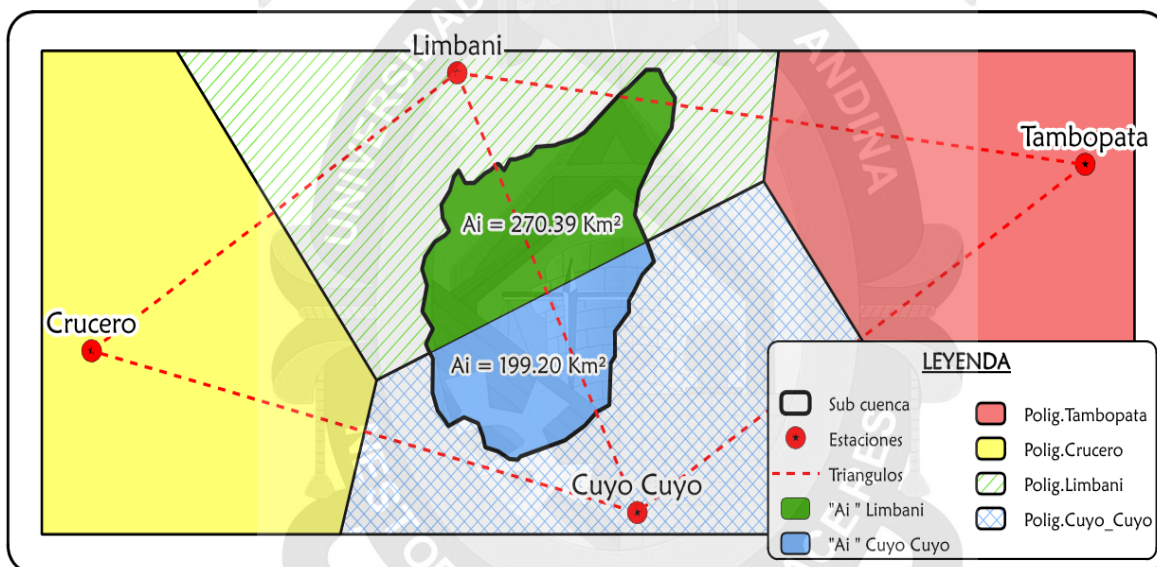 Limbani
Tambopata
Ai = 270.39 Km²
Crucero
Ai = 199.20 Km²
Cuyo Cuyo
LEYENDA
Sub cuenca
Estaciones
Triangulos
"Ai " Limbani
"Ai " Cuyo Cuyo
Polig.Tambopata
Polig.Crucero
Polig.Limbani
Polig.Cuyo_Cuyo
ANDINA